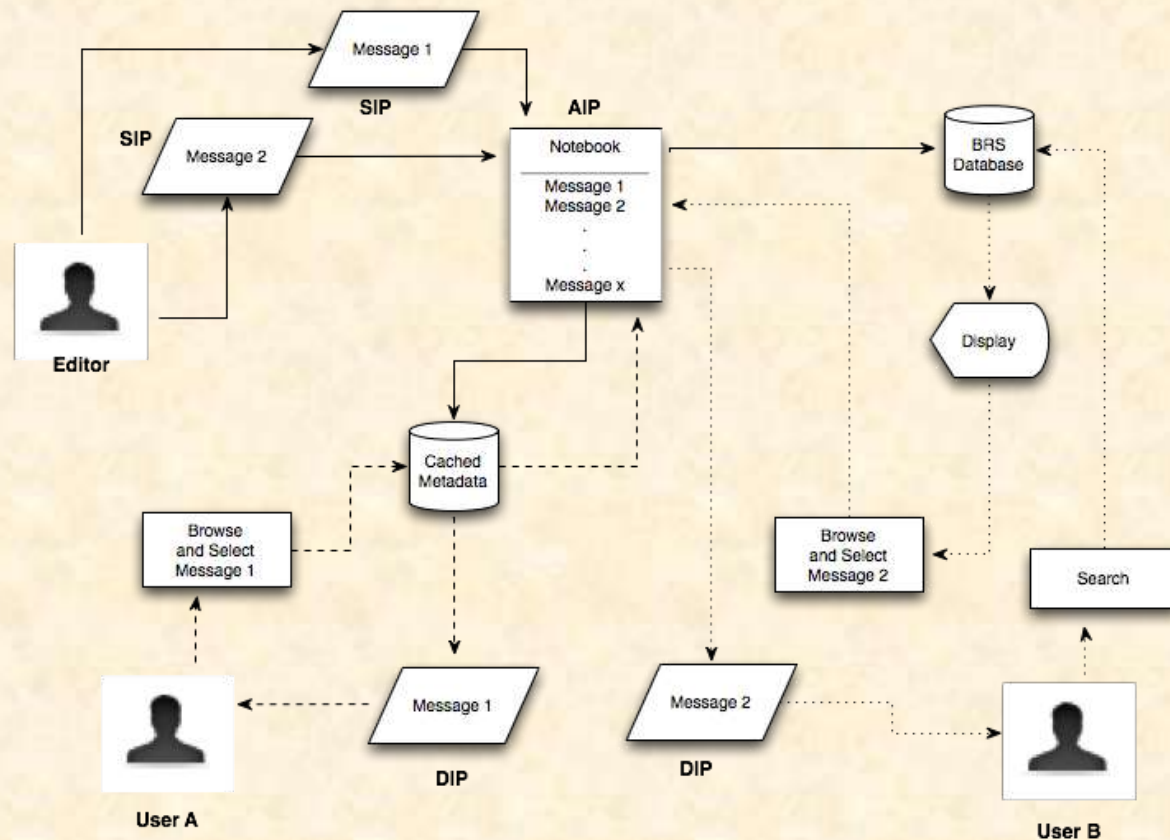 Message 1
SIP
AIP
SIP
Message 2
Notebook
Message 1
Message 2
.
.
.
Message x
BRS
Database
Display
Editor
Cached
Metadata
Browse
and Select
Message 1
Browse
and Select
Message 2
Search
Message 1
Message 2
DIP
DIP
User A
User B